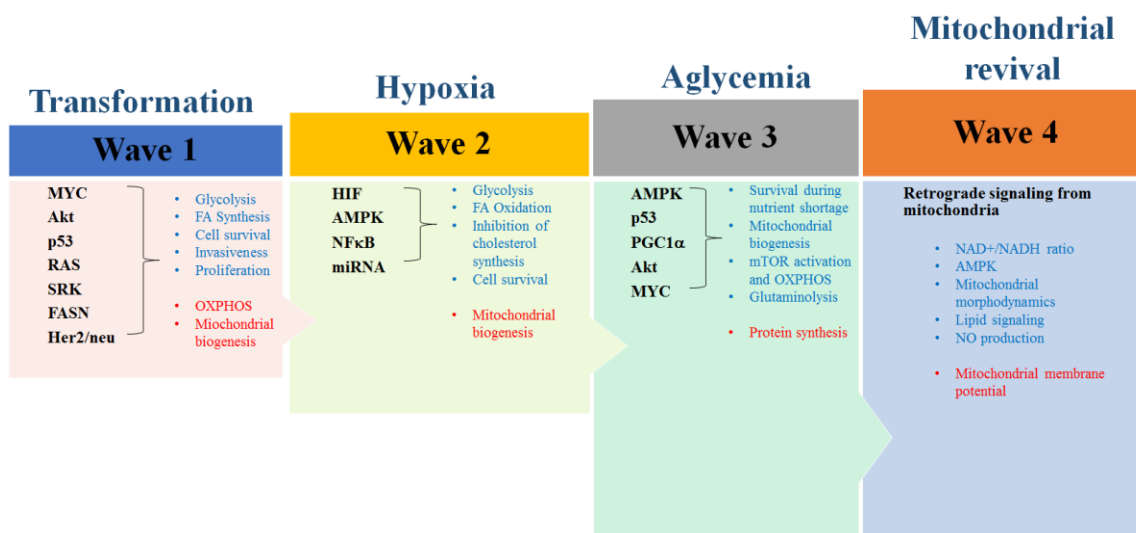 Transformation
Wave 1
MYC
Akt
p53
RAS
SRK
FASN
Her2/neu
• Glycolysis
• FA Synthesis
• Cell survival
• Invasiveness
• Proliferation
• OXPHOS
• Miochondrial
biogenesis
Hypoxia
Wave 2
HIF
AMPK
NFκB
miRNA
• Glycolysis
• FA Oxidation
• Inhibition of
cholesterol
synthesis
• Cell survival
• Mitochondrial
biogenesis
Aglycemia
Wave 3
AMPK
p53
PGC1α
Akt
MYC
• Survival during
nutrient shortage
• Mitochondrial
biogenesis
• mTOR activation
and OXPHOS
• Glutaminolysis
• Protein synthesis
Mitochondrial
revival
Wave 4
Retrograde signaling from
mitochondria
• NAD+/NADH ratio
• AMPK
• Mitochondrial
morphodynamics
• Lipid signaling
• NO production
• Mitochondrial membrane
potential